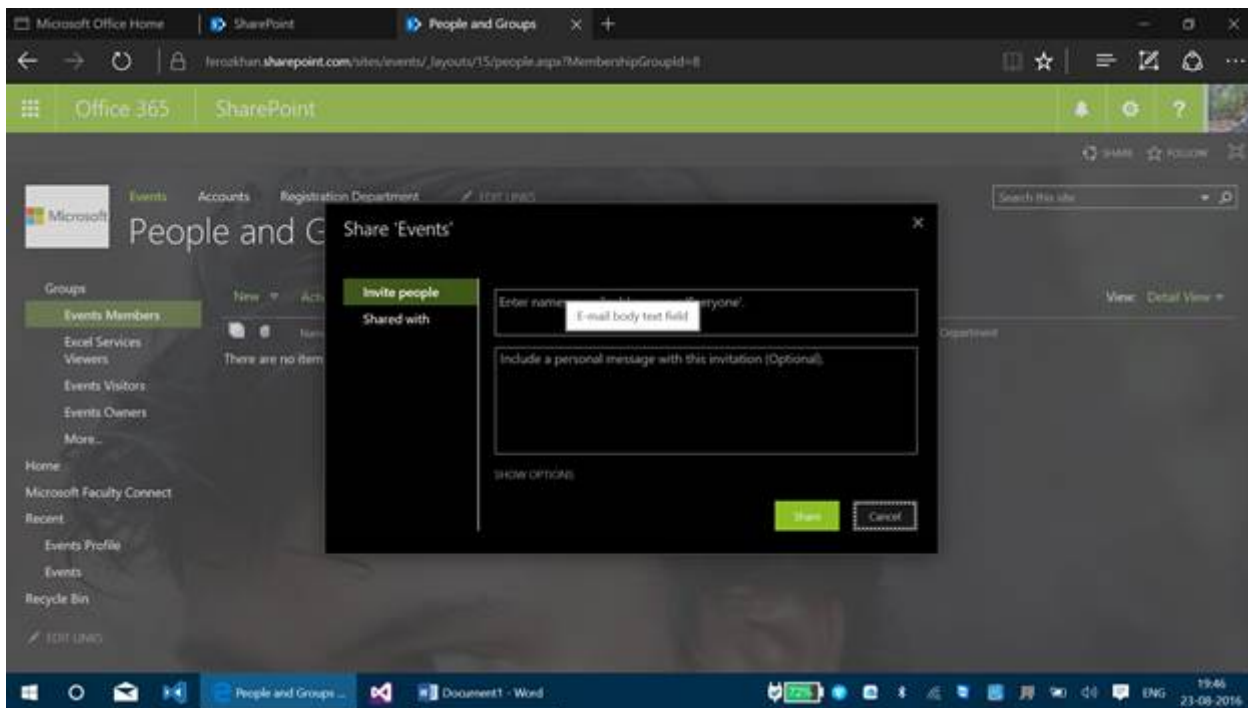 Microsoft Office Home
SharePoint
People and Groups
ferozkhan.sharepoint.com/sites/events/_layouts/15/people.aspx?MembershipGroupId=8
Office 365
SharePoint
?
SHARE
FOLLOW
Microsoft
Events
Accounts
Registration Department
EDIT LINKS
Search this site
People and G
Share 'Events'
Groups
Events Members
Excel Services
Viewers
Events Visitors
Events Owners
More...
Home
Microsoft Faculty Connect
Recent
Events Profile
Events
Recycle Bin
EDIT LINKS
New
Acti
View: Detail View
Name
Department
There are no item
Invite people
Shared with
Enter names
eryone'.
E-mail body text field
Include a personal message with this invitation (Optional).
SHOW OPTIONS
Share
Cancel
People and Groups ...
Document1 - Word
72%
ENG
19:46
23-08-2016